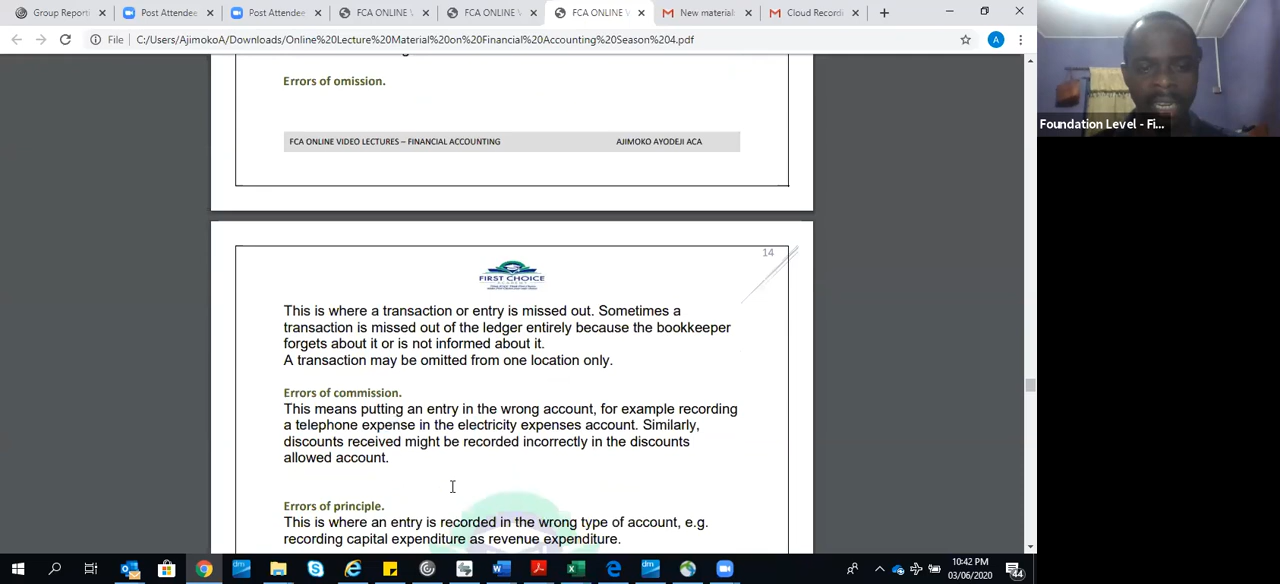 Group Reporti
Post Attendee
Post Attendee
FCA ONLINE V
FCA ONLINE V
FCA ONLINE V
New material
Cloud Recordi
File
C:/Users/AjimokoA/Downloads/Online%20Lecture%20Material%20on%20Financial%20Accounting%20Season%204.pdf
A
Errors of omission.
FCA ONLINE VIDEO LECTURES – FINANCIAL ACCOUNTING AJIMOKO AYODEJI ACA
14
FIRST CHOICE
This is where a transaction or entry is missed out. Sometimes a
transaction is missed out of the ledger entirely because the bookkeeper
forgets about it or is not informed about it.
A transaction may be omitted from one location only.
Errors of commission.
This means putting an entry in the wrong account, for example recording
a telephone expense in the electricity expenses account. Similarly,
discounts received might be recorded incorrectly in the discounts
allowed account.
Errors of principle.
This is where an entry is recorded in the wrong type of account, e.g.
recording capital expenditure as revenue expenditure.
Foundation Level - Fi...
10:42 PM
03/06/2020
44